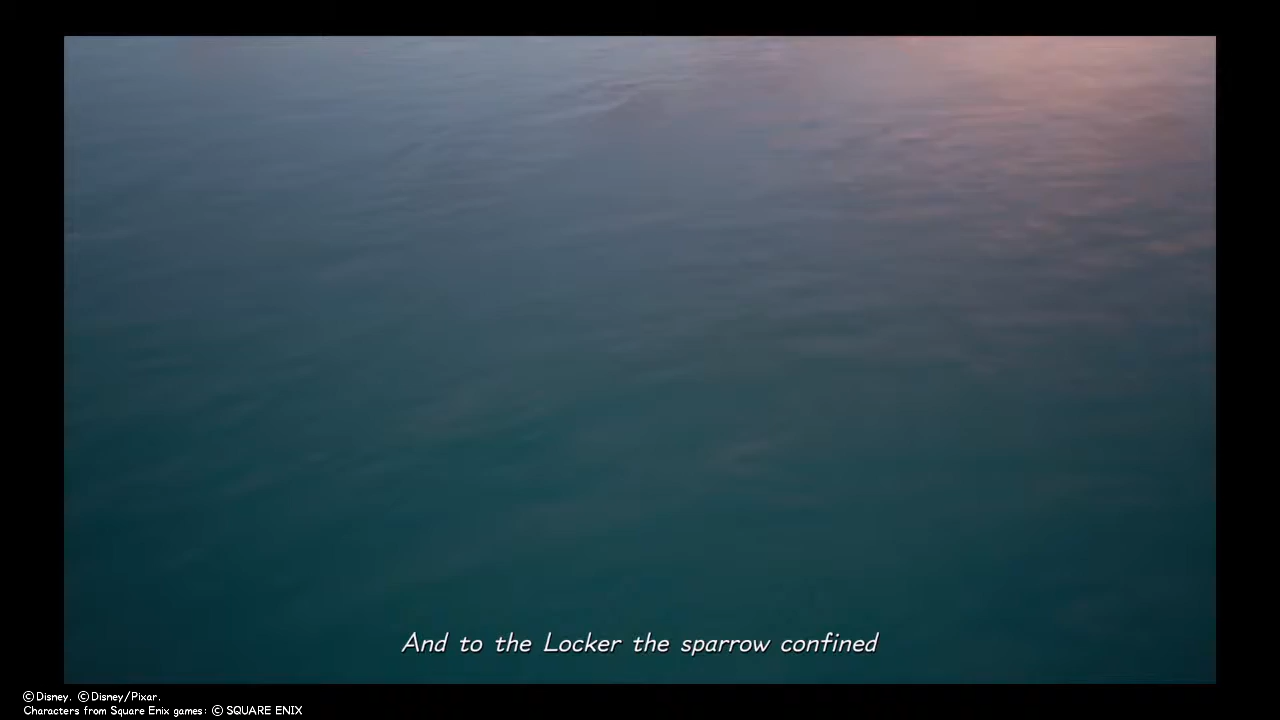 And to the Locker the sparrow confined
©Disney. ©Disney/Pixar.
Characters from Square Enix games: © SQUARE ENIX